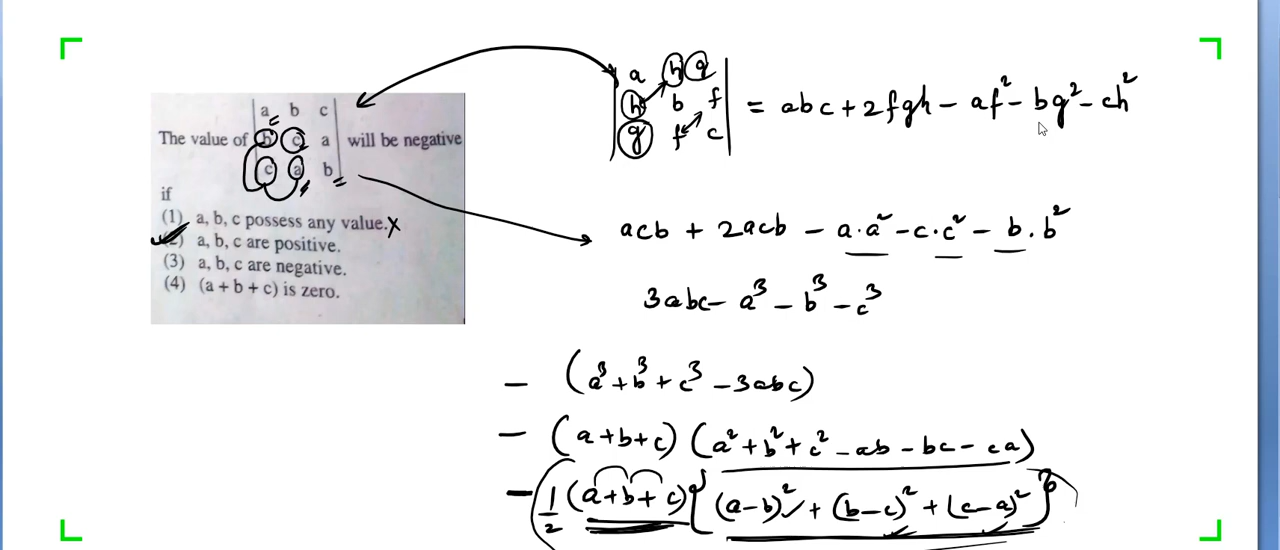 a b c
The value of b c a will be negative
c a b
if
(1) a, b, c possess any value. x
(2) a, b, c are positive.
(3) a, b, c are negative.
(4) (a + b + c) is zero.
a h g
h b f = abc + 2fgh - af² - bg² - ch²
g f c
acb + 2acb - a.a² - c.c² - b.b²
3abc - a³ - b³ - c³
- (a³ + b³ + c³ - 3abc)
- (a + b + c) (a² + b² + c² - ab - bc - ca)
- 1/2 (a + b + c) { (a - b)² + (b - c)² + (c - a)² }